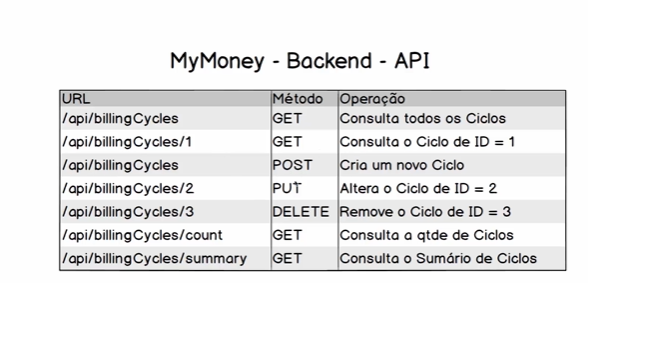 MyMoney - Backend - API
URL Método Operação
/api/billingCycles GET Consulta todos os Ciclos
/api/billingCycles/1 GET Consulta o Ciclo de ID = 1
/api/billingCycles POST Cria um novo Ciclo
/api/billingCycles/2 PUT Altera o Ciclo de ID = 2
/api/billingCycles/3 DELETE Remove o Ciclo de ID = 3
/api/billingCycles/count GET Consulta a qtde de Ciclos
/api/billingCycles/summary GET Consulta o Sumário de Ciclos